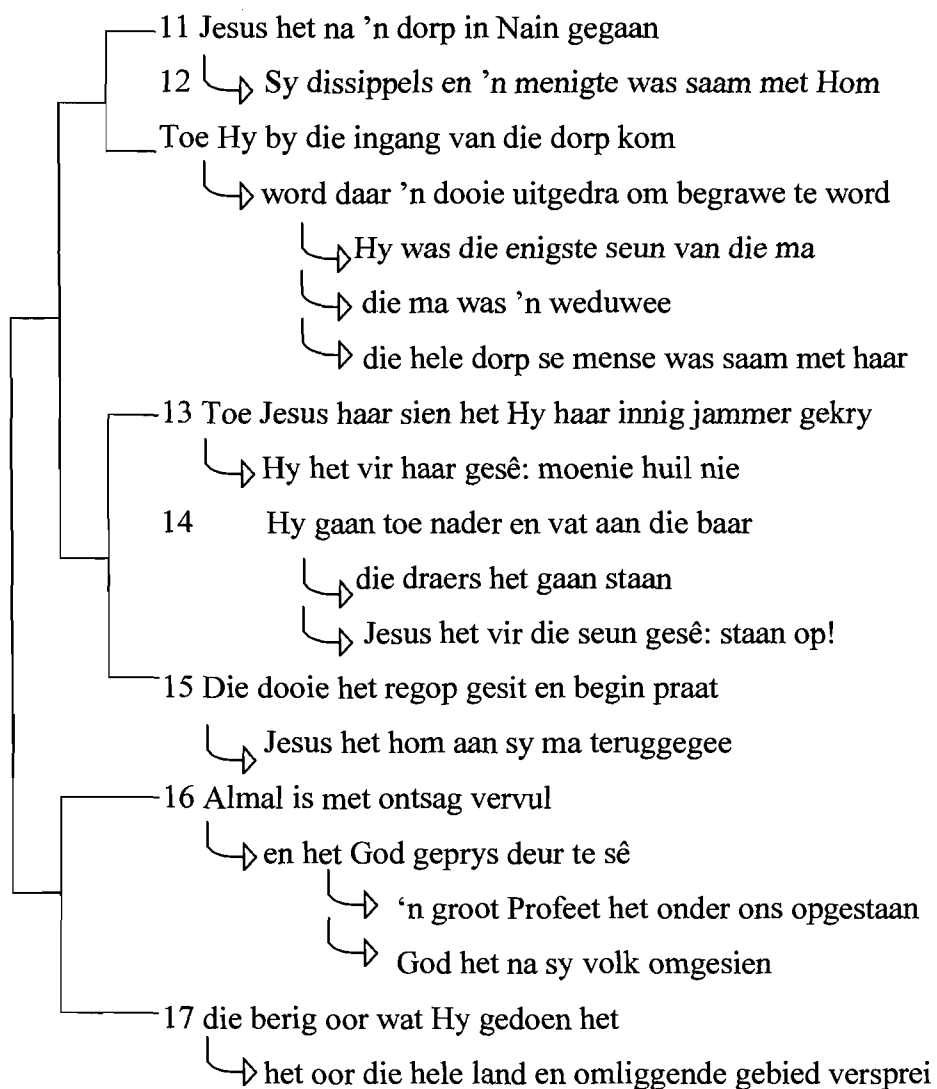 11 Jesus het na 'n dorp in Nain gegaan
12 Sy dissippels en 'n menigte was saam met Hom
Toe Hy by die ingang van die dorp kom
word daar 'n dooie uitgedra om begrawe te word
Hy was die enigste seun van die ma
die ma was 'n weduwee
die hele dorp se mense was saam met haar
13 Toe Jesus haar sien het Hy haar innig jammer gekry
Hy het vir haar gesê: moenie huil nie
14 Hy gaan toe nader en vat aan die baar
die draers het gaan staan
Jesus het vir die seun gesê: staan op!
15 Die dooie het regop gesit en begin praat
Jesus het hom aan sy ma teruggegee
16 Almal is met ontsag vervul
en het God geprys deur te sê
‘n groot Profeet het onder ons opgestaan
God het na sy volk omgesien
17 die berig oor wat Hy gedoen het
het oor die hele land en omliggende gebied versprei